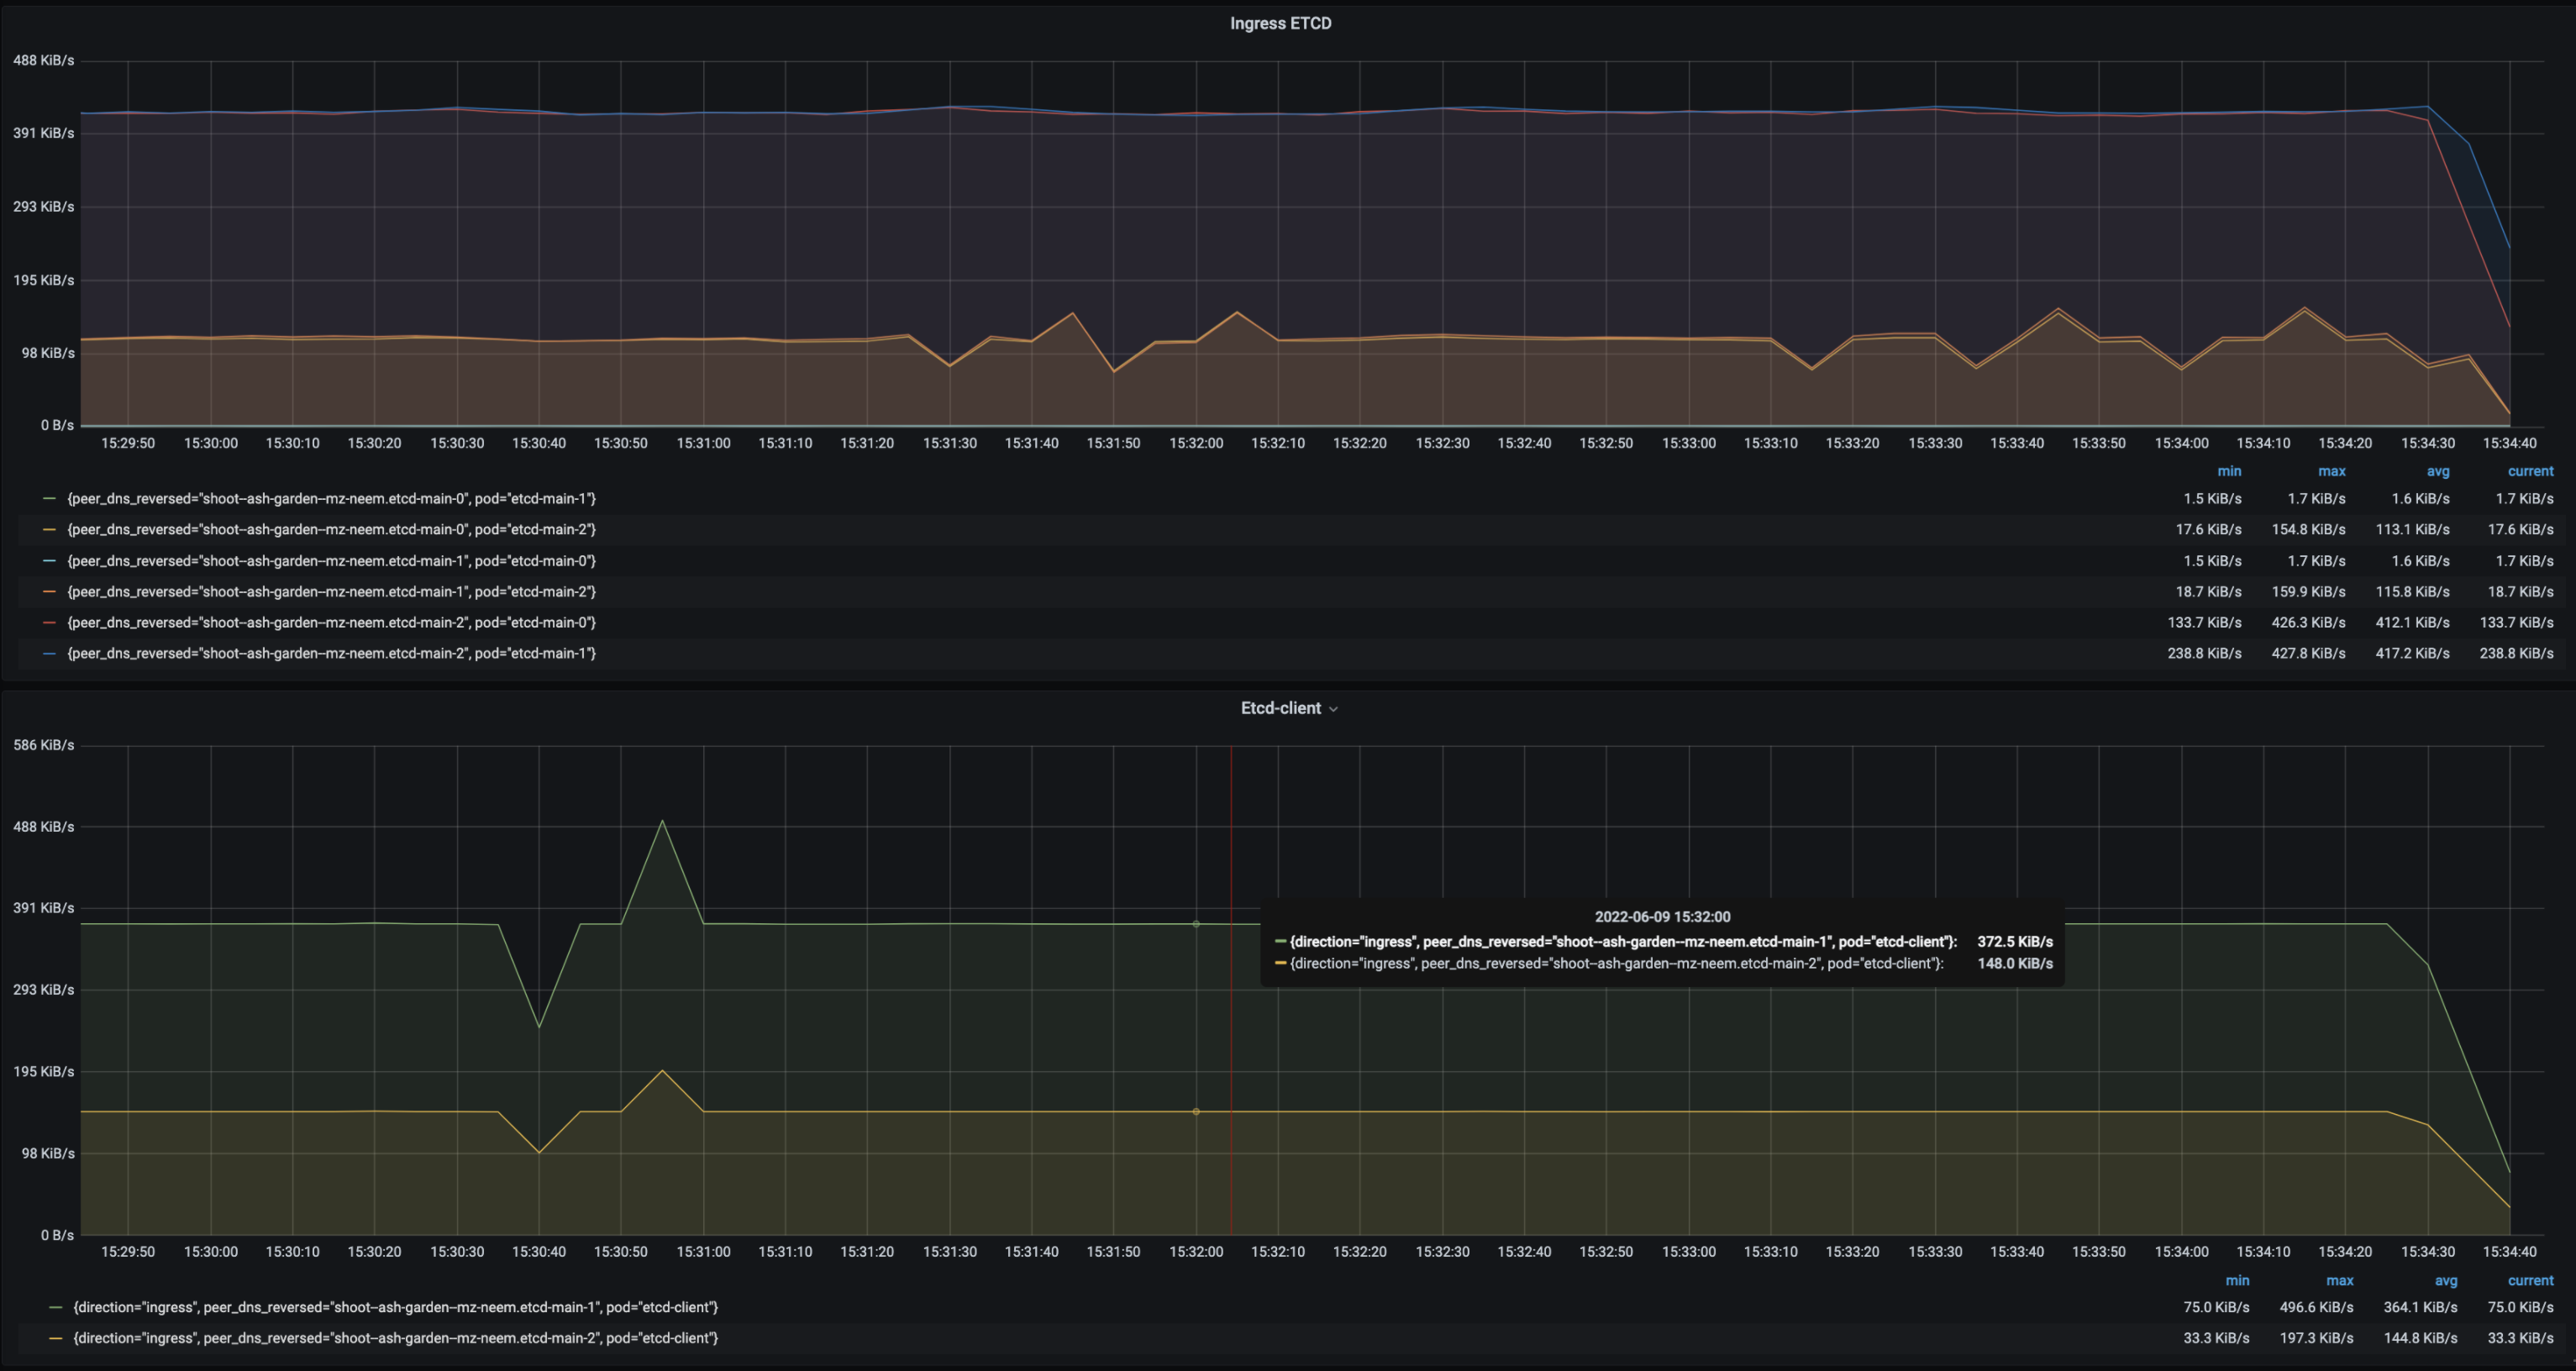 Ingress ETCD
488 KiB/s
391 KiB/s
293 KiB/s
195 KiB/s
98 KiB/s
0 B/s
15:29:50 15:30:00 15:30:10 15:30:20 15:30:30 15:30:40 15:30:50 15:31:00 15:31:10 15:31:20 15:31:30 15:31:40 15:31:50 15:32:00 15:32:10 15:32:20 15:32:30 15:32:40 15:32:50 15:33:00 15:33:10 15:33:20 15:33:30 15:33:40 15:33:50 15:34:00 15:34:10 15:34:20 15:34:30 15:34:40
min max avg current
{peer_dns_reversed="shoot--ash-garden--mz-neem.etcd-main-0", pod="etcd-main-1"} 1.5 KiB/s 1.7 KiB/s 1.6 KiB/s 1.7 KiB/s
{peer_dns_reversed="shoot--ash-garden--mz-neem.etcd-main-0", pod="etcd-main-2"} 17.6 KiB/s 154.8 KiB/s 113.1 KiB/s 17.6 KiB/s
{peer_dns_reversed="shoot--ash-garden--mz-neem.etcd-main-1", pod="etcd-main-0"} 1.5 KiB/s 1.7 KiB/s 1.6 KiB/s 1.7 KiB/s
{peer_dns_reversed="shoot--ash-garden--mz-neem.etcd-main-1", pod="etcd-main-2"} 18.7 KiB/s 159.9 KiB/s 115.8 KiB/s 18.7 KiB/s
{peer_dns_reversed="shoot--ash-garden--mz-neem.etcd-main-2", pod="etcd-main-0"} 133.7 KiB/s 426.3 KiB/s 412.1 KiB/s 133.7 KiB/s
{peer_dns_reversed="shoot--ash-garden--mz-neem.etcd-main-2", pod="etcd-main-1"} 238.8 KiB/s 427.8 KiB/s 417.2 KiB/s 238.8 KiB/s
Etcd-client
586 KiB/s
488 KiB/s
391 KiB/s
2022-06-09 15:32:00
{direction="ingress", peer_dns_reversed="shoot--ash-garden--mz-neem.etcd-main-1", pod="etcd-client"}: 372.5 KiB/s
{direction="ingress", peer_dns_reversed="shoot--ash-garden--mz-neem.etcd-main-2", pod="etcd-client"}: 148.0 KiB/s
293 KiB/s
195 KiB/s
98 KiB/s
0 B/s
15:29:50 15:30:00 15:30:10 15:30:20 15:30:30 15:30:40 15:30:50 15:31:00 15:31:10 15:31:20 15:31:30 15:31:40 15:31:50 15:32:00 15:32:10 15:32:20 15:32:30 15:32:40 15:32:50 15:33:00 15:33:10 15:33:20 15:33:30 15:33:40 15:33:50 15:34:00 15:34:10 15:34:20 15:34:30 15:34:40
min max avg current
{direction="ingress", peer_dns_reversed="shoot--ash-garden--mz-neem.etcd-main-1", pod="etcd-client"} 75.0 KiB/s 496.6 KiB/s 364.1 KiB/s 75.0 KiB/s
{direction="ingress", peer_dns_reversed="shoot--ash-garden--mz-neem.etcd-main-2", pod="etcd-client"} 33.3 KiB/s 197.3 KiB/s 144.8 KiB/s 33.3 KiB/s